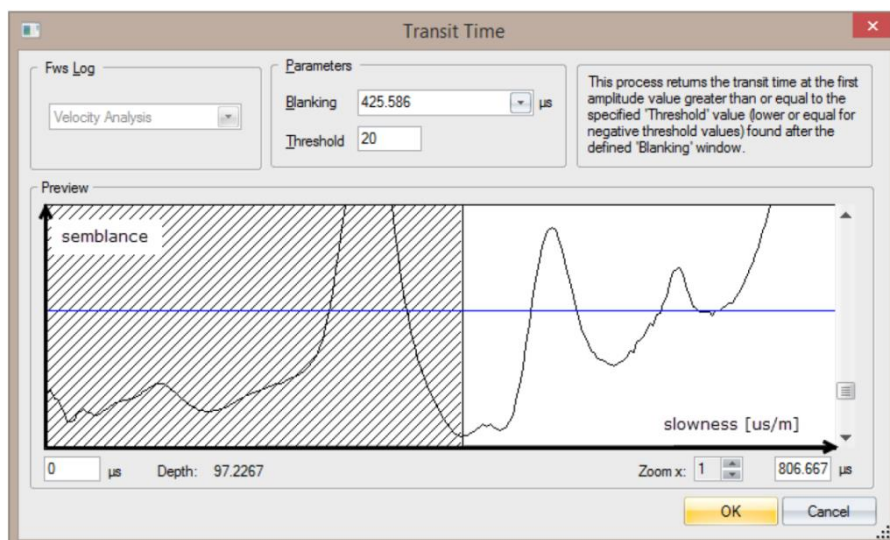 Transit Time
Fws Log
Velocity Analysis
Parameters
Blanking 425.586 µs
Threshold 20
This process returns the transit time at the first
amplitude value greater than or equal to the
specified 'Threshold' value (lower or equal for
negative threshold values) found after the
defined 'Blanking' window.
Preview
semblance
slowness [us/m]
0 µs Depth: 97.2267 Zoom x: 1 806.667 µs
OK Cancel